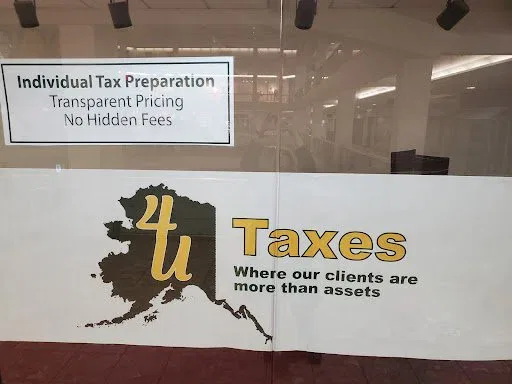 Individual Tax Preparation
Transparent Pricing
No Hidden Fees
4U
Taxes
Where our clients are
more than assets